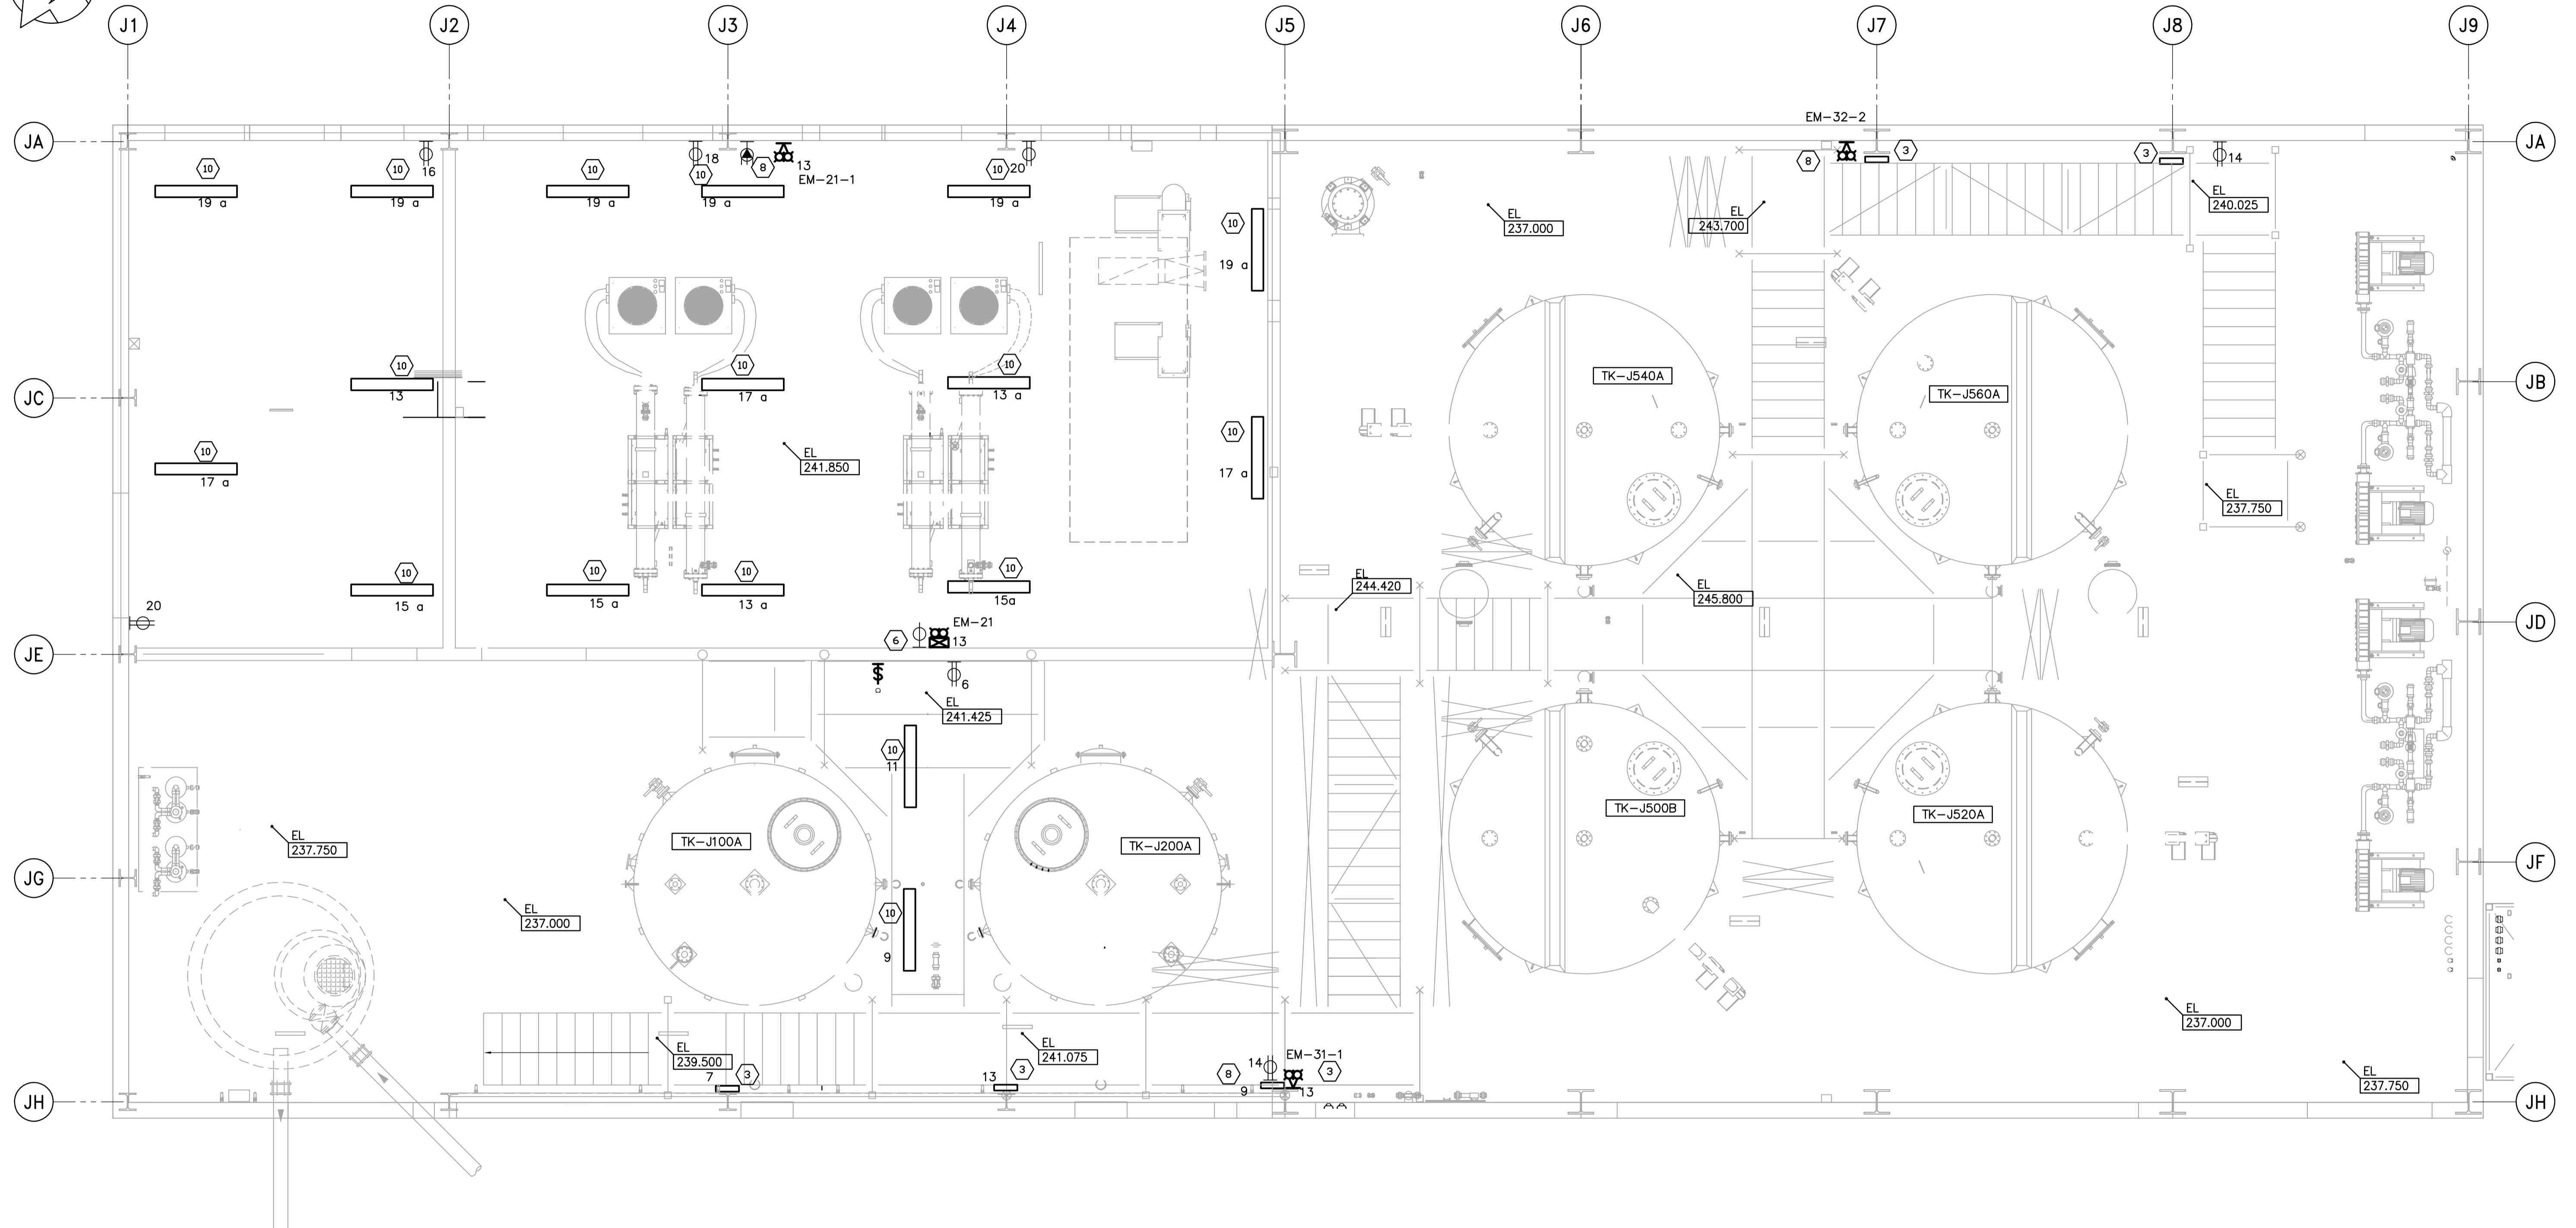 J1 J2 J3 J4 J5 J6 J7 J8 J9
EM-32-2
JA JA
16
18
8
13
EM-21-1
10 20
8
3
3
14
10
10
10
10
19 a
19 a
19 a
19 a
19 a
EL
237.000
EL
243.700
EL
240.025
10
19 a
10
13
10
17 a
10
13 a
TK-J540A
TK-J560A
JC JB
10
17 a
EL
241.850
10
17 a
EL
237.750
10
15 a
10
15 a
10
13 a
10
15a
EL
244.420
EL
245.800
20
6
EM-21
13
JE JD
$
6
EL
241.425
10
11
TK-J100A
TK-J200A
TK-J500B
TK-J520A
EL
237.750
JG JF
EL
237.000
10
9
EL
237.000
EL
239.500
7
3
EL
241.075
13
3
14
EM-31-1
8
9
13
3
EL
237.750
JH JH